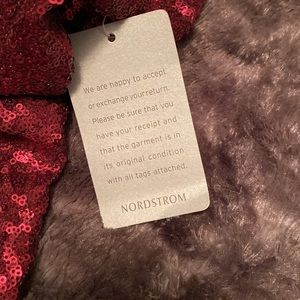 We are happy to accept
or exchange your return.
Please be sure that you
have your receipt and
that the garment is in
its original condition
with all tags attached.
NORDSTROM